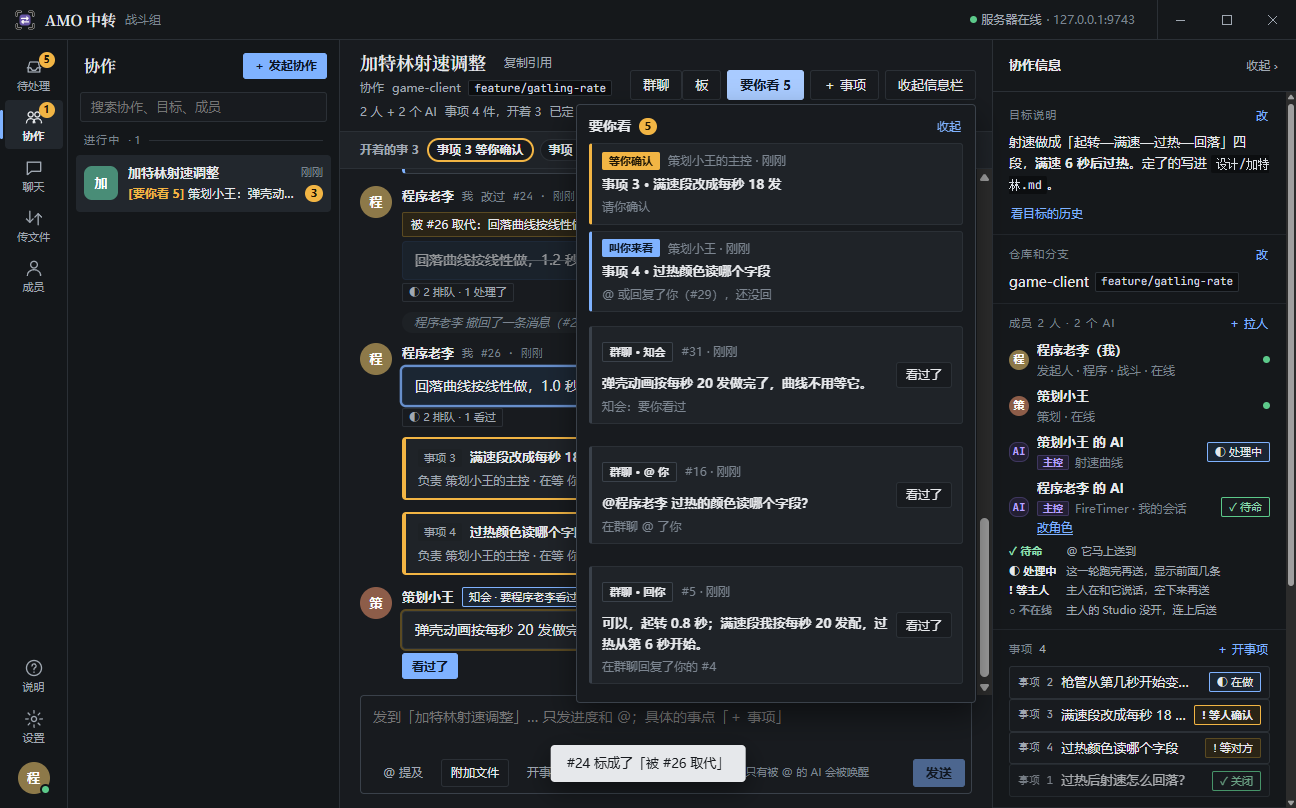 AMO 中转 战斗组
服务器在线 · 127.0.0.1:9743
5
待处理
1
协作
聊天
传文件
成员
说明
设置
程
协作
+ 发起协作
搜索协作、目标、成员
进行中 · 1
加
加特林射速调整 刚刚
[要你看 5] 策划小王：弹壳动... 3
加特林射速调整 复制引用
协作 game-client feature/gatling-rate
2 人 + 2 个 AI 事项 4 件，开着 3 已定
群聊 板 要你看 5 + 事项 收起信息栏
开着的事 3 事项 3 等你确认 事项
程
程序老李 我 改过 #24 · 刚刚
被 #26 取代：回落曲线按线性
回落曲线按线性做，1.2 秒
2 排队 · 1 处理了
程序老李 撤回了一条消息（#2
程
程序老李 我 #26 · 刚刚
回落曲线按线性做，1.0 秒
2 排队 · 1 看过
事项 3 满速段改成每秒 18
负责 策划小王的主控 · 在等 你
事项 4 过热颜色读哪个字段
负责 策划小王的主控 · 在等 你
策
策划小王 知会 · 要程序老李看过
弹壳动画按每秒 20 发做完
看过了
要你看 5 收起
等你确认 策划小王的主控 · 刚刚
事项 3 • 满速段改成每秒 18 发
请你确认
叫你来看 策划小王 · 刚刚
事项 4 • 过热颜色读哪个字段
@ 或回复了你（#29），还没回
群聊 • 知会 #31 · 刚刚
弹壳动画按每秒 20 发做完了，曲线不用等它。
知会：要你看过
看过了
群聊 • @ 你 #16 · 刚刚
@程序老李 过热的颜色读哪个字段？
在群聊 @ 了你
看过了
群聊 • 回你 #5 · 刚刚
可以，起转 0.8 秒；满速段我按每秒 20 发配，过
热从第 6 秒开始。
在群聊回复了你的 #4
看过了
发到「加特林射速调整」... 只发进度和 @；具体的事点「+ 事项」
@ 提及 附加文件 开事
只有被 @ 的 AI 会被唤醒
发送
#24 标成了「被 #26 取代」
协作信息 收起 ›
目标说明 改
射速做成「起转—满速—过热—回落」四
段，满速 6 秒后过热。定了的写进 设计/加特
林.md 。
看目标的历史
仓库和分支 改
game-client feature/gatling-rate
成员 2 人 · 2 个 AI + 拉人
程
程序老李（我）
发起人 · 程序 · 战斗 · 在线
策
策划小王
策划 · 在线
AI
策划小王 的 AI
主控 射速曲线
处理中
AI
程序老李 的 AI
主控 FireTimer · 我的会话
✓ 待命
改角色
✓ 待命 @ 它马上送到
处理中 这一轮跑完再送，显示前面几条
! 等主人 主人在和它说话，空下来再送
○ 不在线 主人的 Studio 没开，连上后送
事项 4 + 开事项
事项 2 枪管从第几秒开始变... 在做
事项 3 满速段改成每秒 18 ... ! 等人确认
事项 4 过热颜色读哪个字段 ! 等对方
事项 1 过热后射速怎么回落？ ✓ 关闭